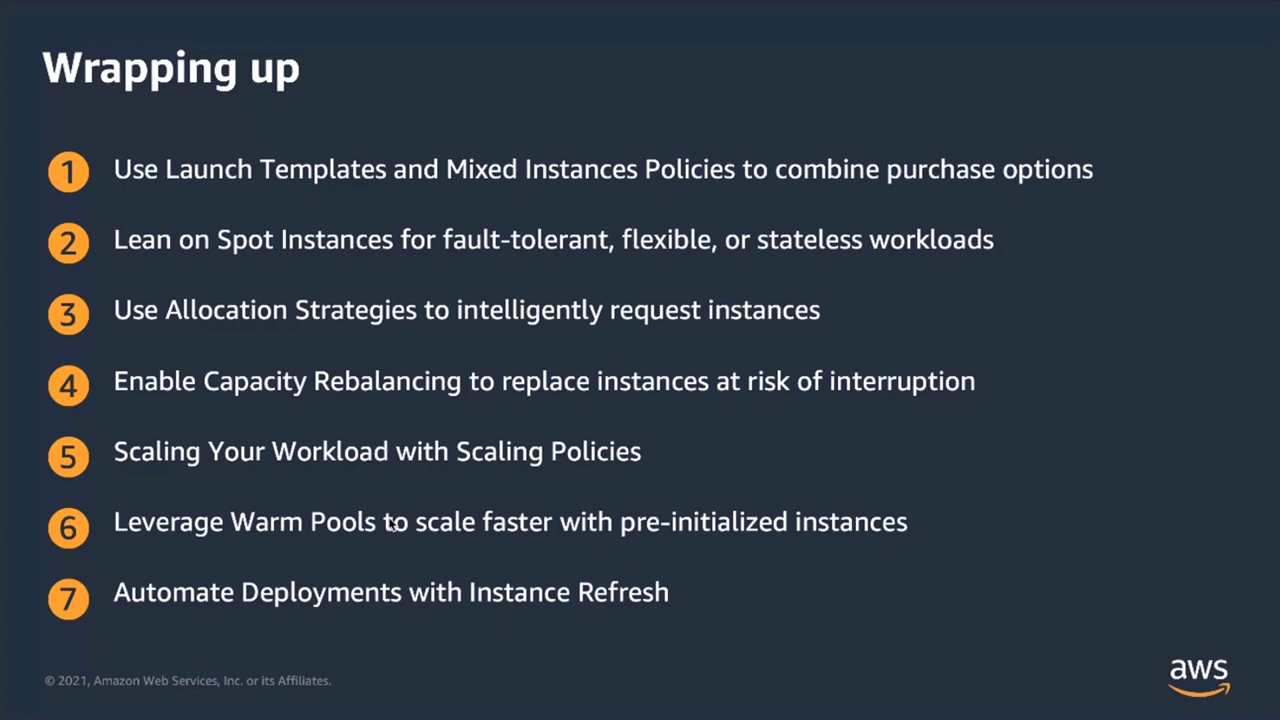 Wrapping up
1 Use Launch Templates and Mixed Instances Policies to combine purchase options
2 Lean on Spot Instances for fault-tolerant, flexible, or stateless workloads
3 Use Allocation Strategies to intelligently request instances
4 Enable Capacity Rebalancing to replace instances at risk of interruption
5 Scaling Your Workload with Scaling Policies
6 Leverage Warm Pools to scale faster with pre-initialized instances
7 Automate Deployments with Instance Refresh
© 2021, Amazon Web Services, Inc. or its Affiliates.
aws